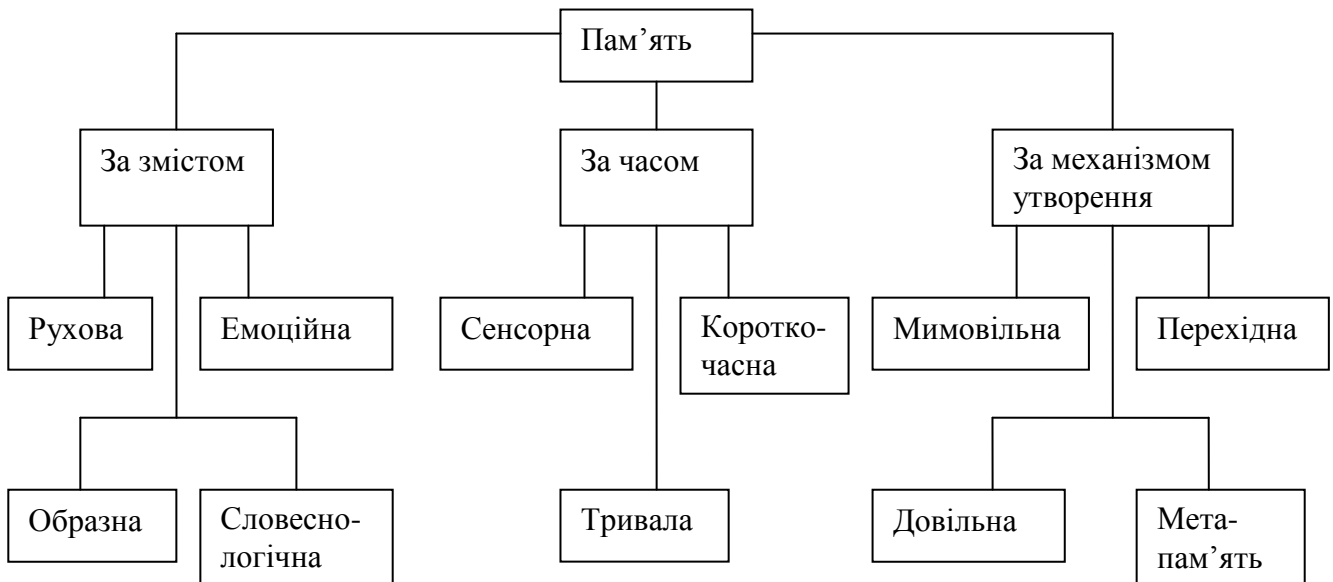 Пам’ять
За змістом
За часом
За механізмом
утворення
Рухова
Емоційна
Сенсорна
Коротко-
часна
Мимовільна
Перехідна
Образна
Словесно-
логічна
Тривала
Довільна
Мета-
пам’ять